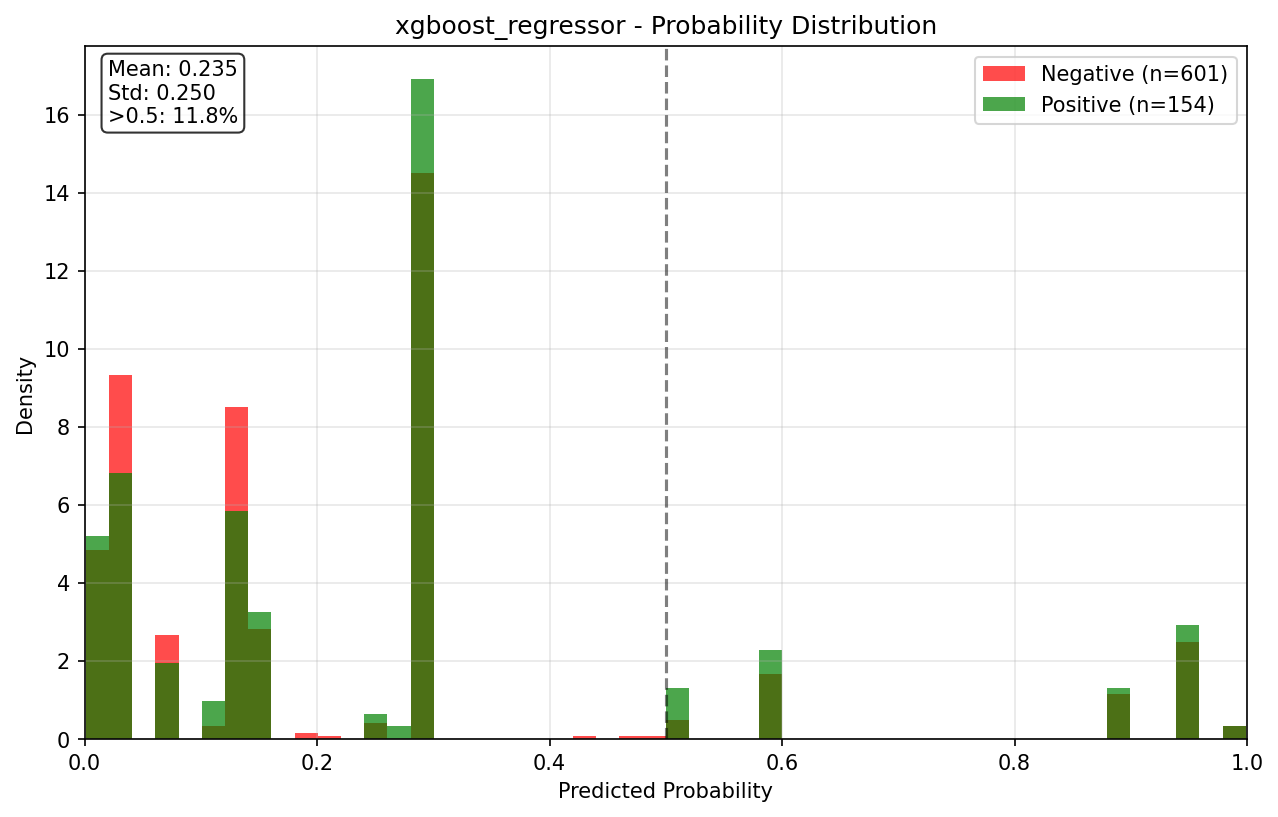 xgboost_regressor - Probability Distribution
Mean: 0.235
Std: 0.250
>0.5: 11.8%
Negative (n=601)
Positive (n=154)
Density
16
14
12
10
8
6
4
2
0
0.0 0.2 0.4 0.6 0.8 1.0
Predicted Probability